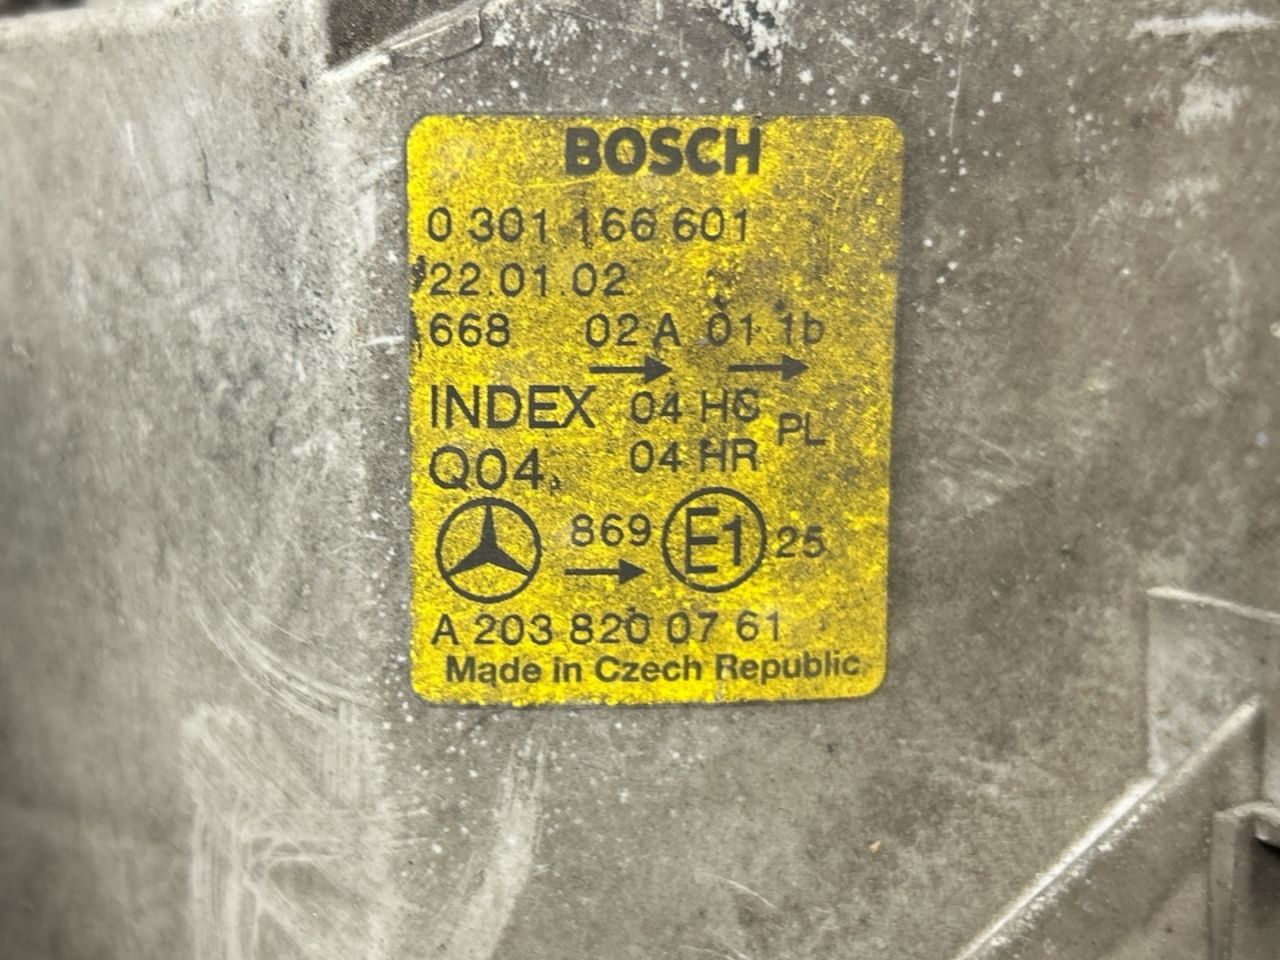 BOSCH
0 301 166 601
22.01.02
668 02 A 01 1b
INDEX 04 HC PL
Q04 04 HR
869 E1 25
A 203 820 07 61
Made in Czech Republic